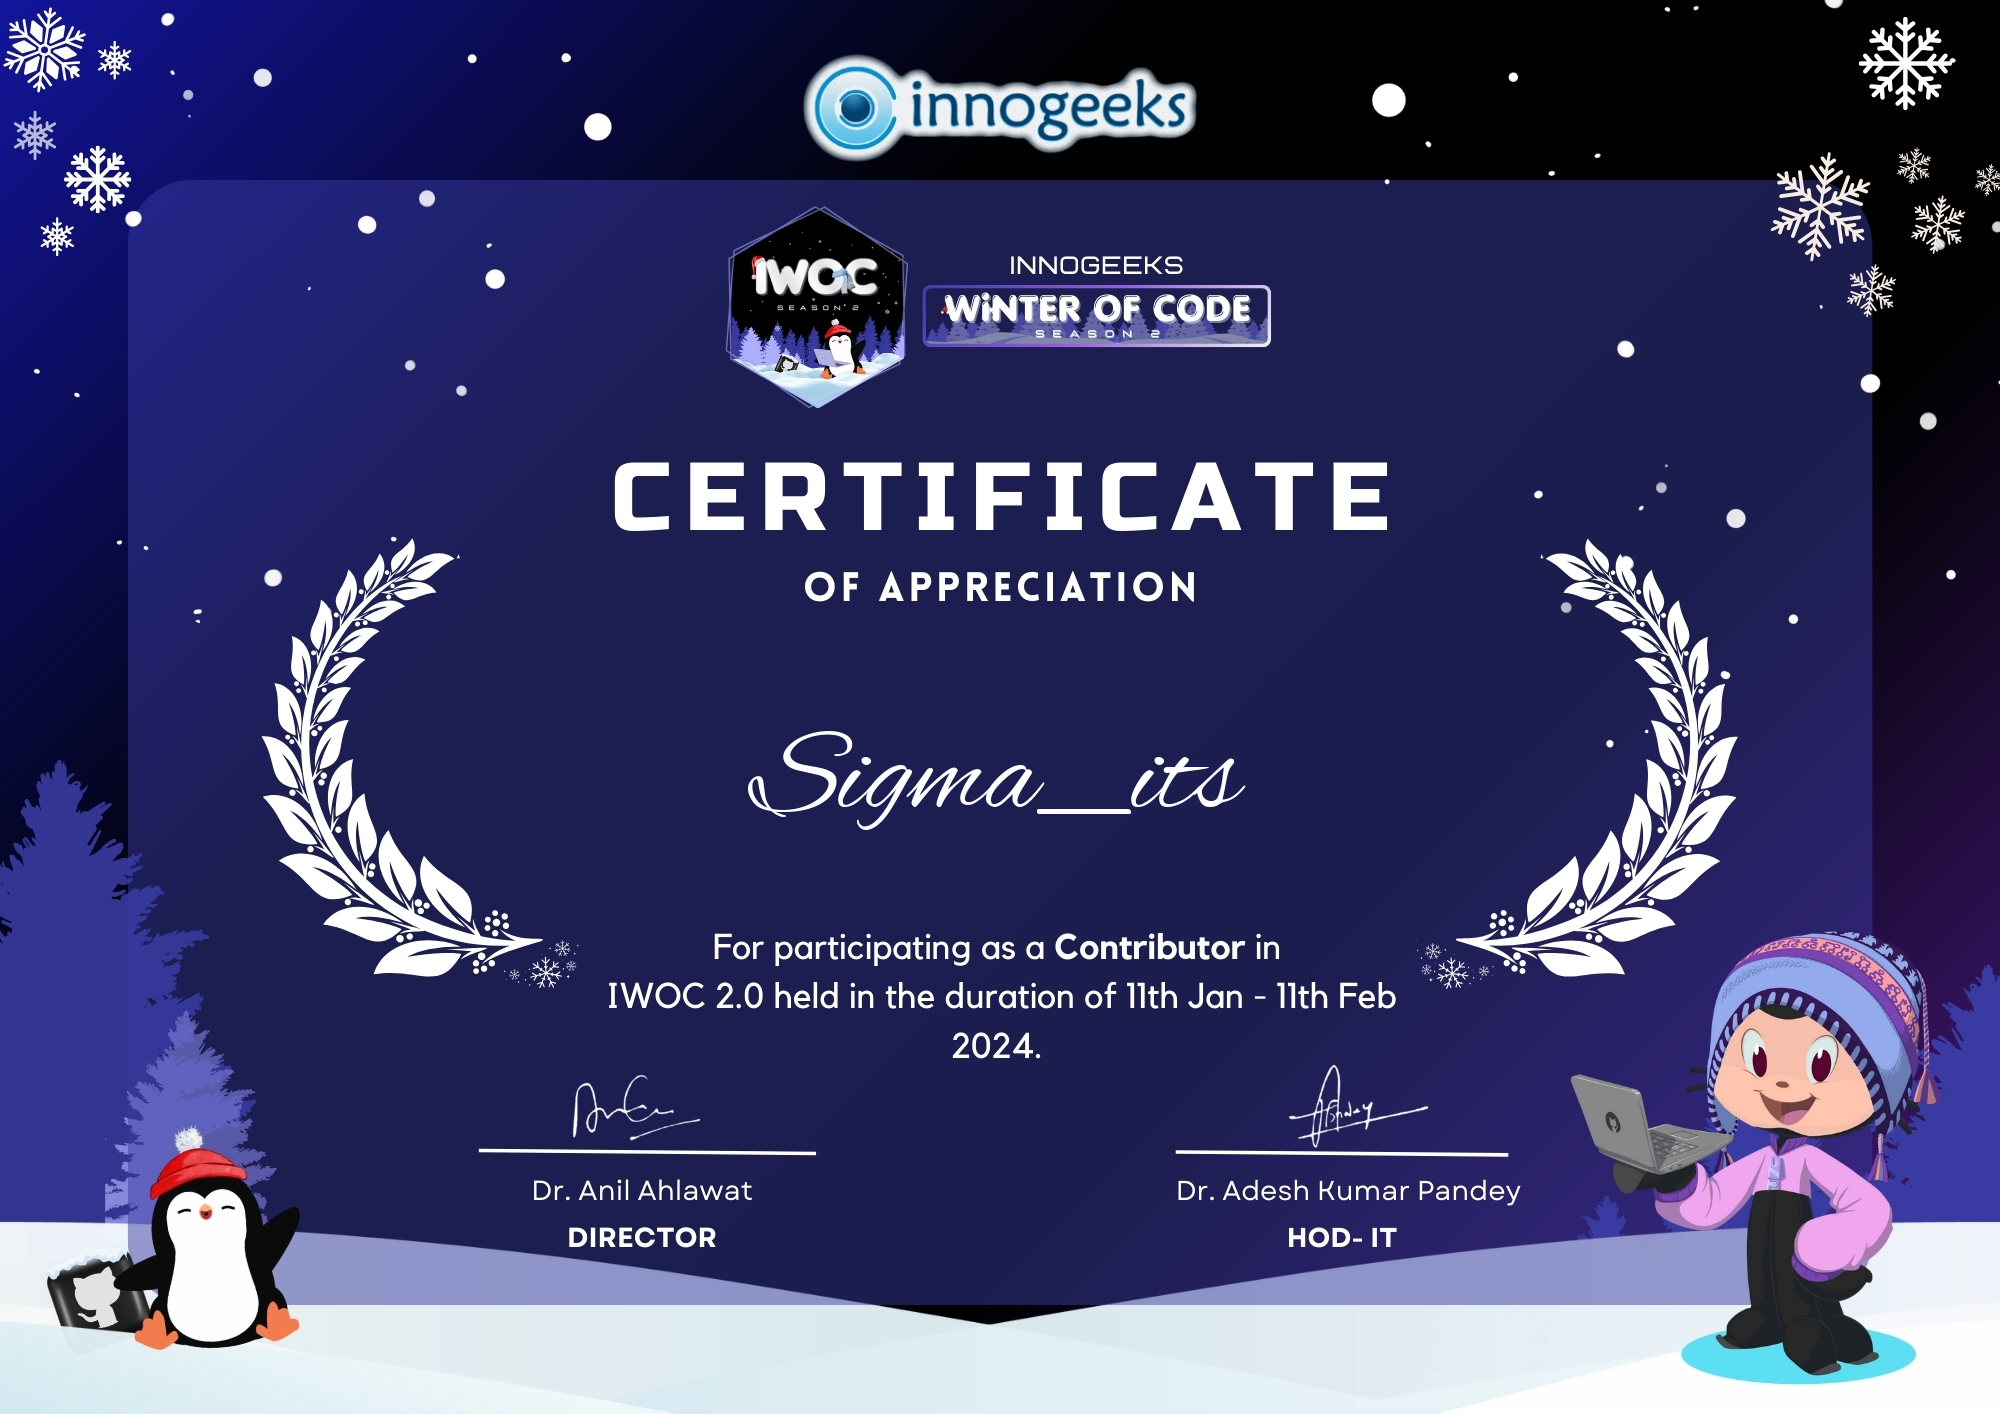 innogeeks
IWOC
SEASON 2
INNOGEEKS
WiNTER OF CODE
SEASON 2
CERTIFICATE
OF APPRECIATION
Sigma__its
For participating as a Contributor in
IWOC 2.0 held in the duration of 11th Jan - 11th Feb
2024.
Dr. Anil Ahlawat
DIRECTOR
Dr. Adesh Kumar Pandey
HOD- IT